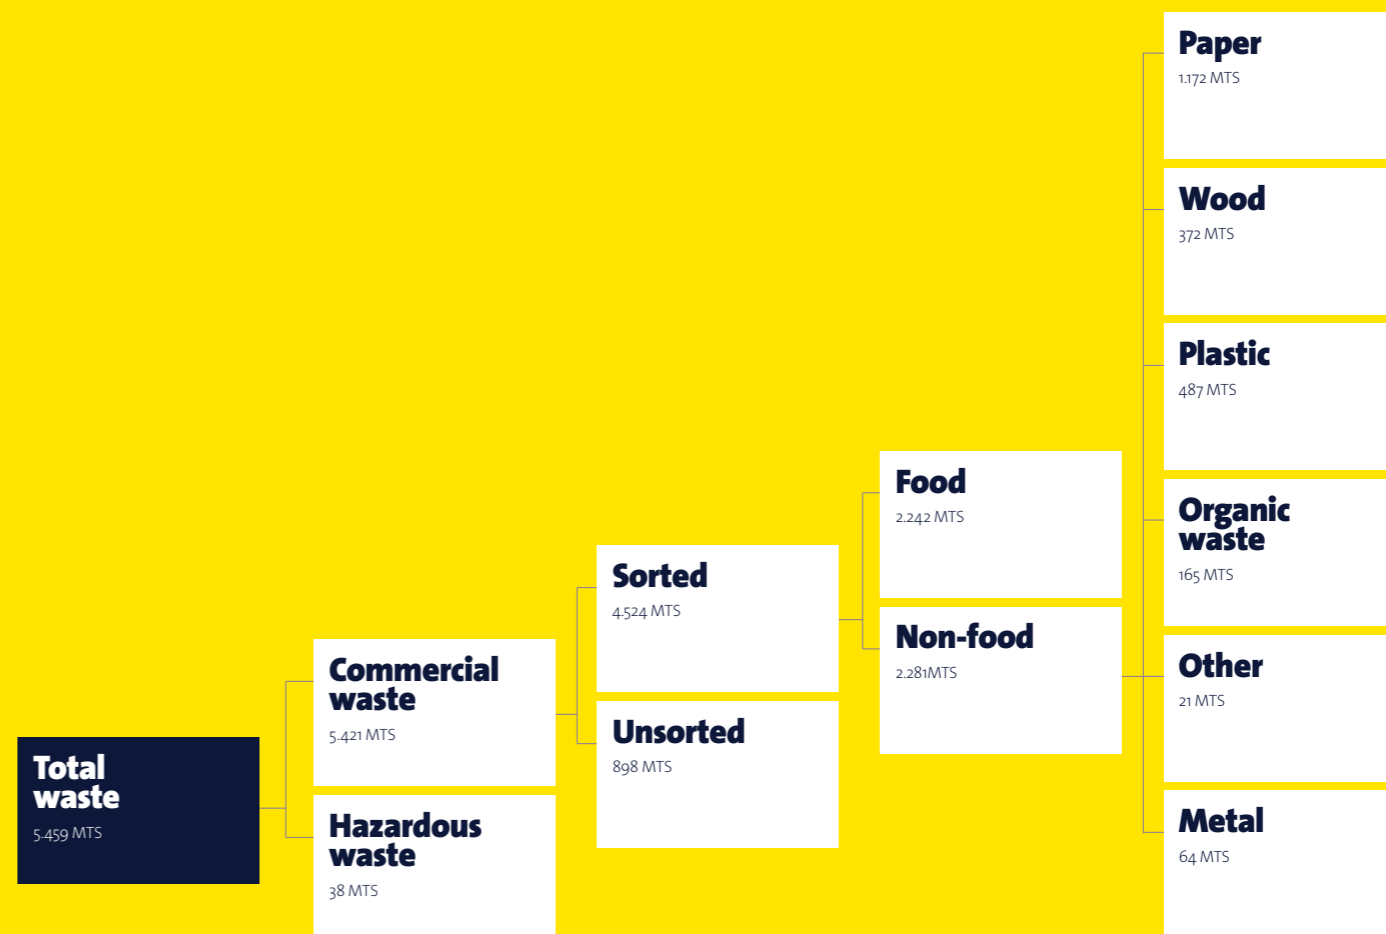 Total
waste
5.459 MTS
Commercial
waste
5.421 MTS
Hazardous
waste
38 MTS
Sorted
4.524 MTS
Unsorted
898 MTS
Food
2.242 MTS
Non-food
2.281MTS
Paper
1.172 MTS
Wood
372 MTS
Plastic
487 MTS
Organic
waste
165 MTS
Other
21 MTS
Metal
64 MTS